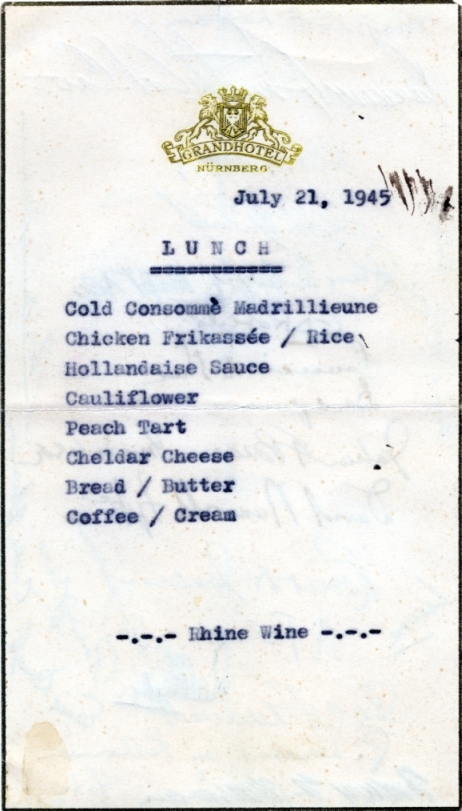 GRANDHOTEL
NÜRNBERG
July 21, 1945
LUNCH
===========
Cold Consommè Madrillieune
Chicken Frikassée / Rice
Hollandaise Sauce
Cauliflower
Peach Tart
Cheldar Cheese
Bread / Butter
Coffee / Cream
-.-.- Rhine Wine -.-.-